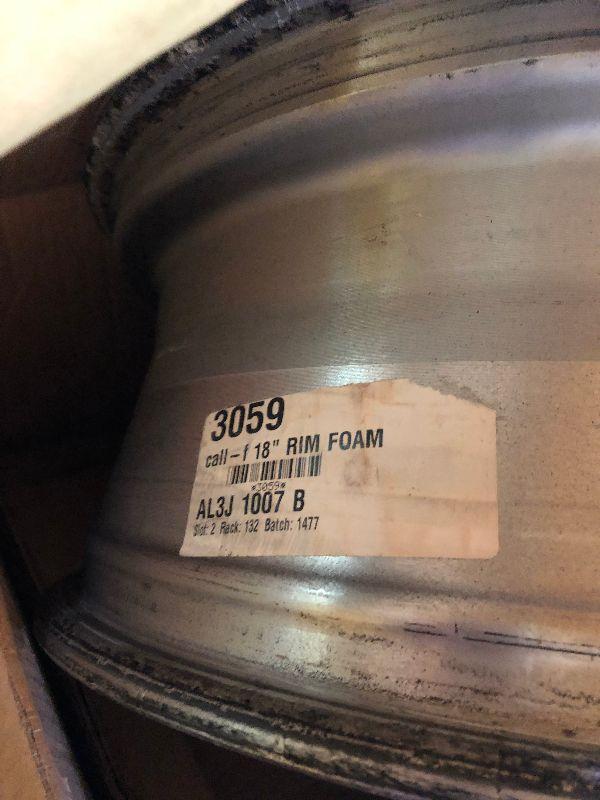 3059
call-f 18" RIM FOAM
*3059*
AL3J 1007 B
Slot: 2 Rack: 132 Batch: 1477